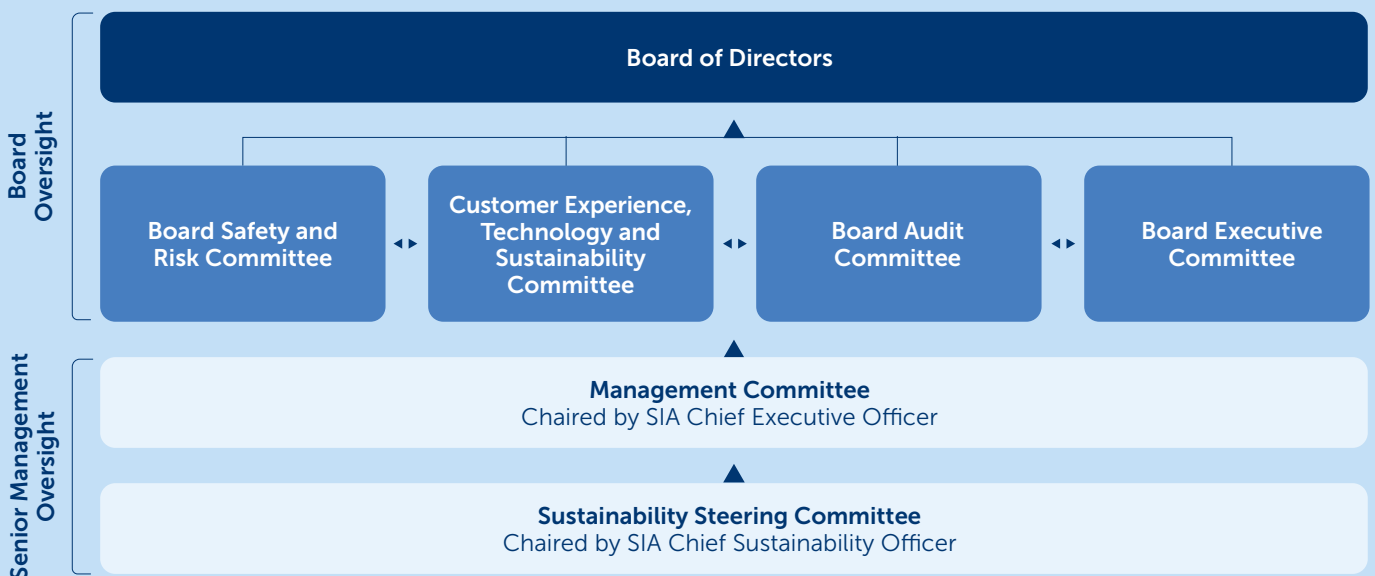 Board
Oversight
Board of Directors
Board Safety and
Risk Committee
Customer Experience,
Technology and
Sustainability
Committee
Board Audit
Committee
Board Executive
Committee
Senior Management
Oversight
Management Committee
Chaired by SIA Chief Executive Officer
Sustainability Steering Committee
Chaired by SIA Chief Sustainability Officer